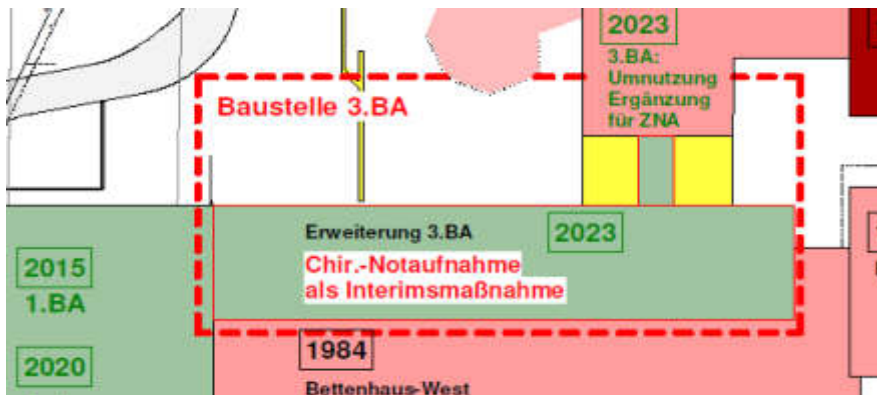 2023
3.BA:
Umnutzung
Ergänzung
für ZNA
Baustelle 3.BA
Erweiterung 3.BA
2023
Chir.-Notaufnahme
als Interimsmaßnahme
2015
1.BA
2020
1984
Bettenhaus-West